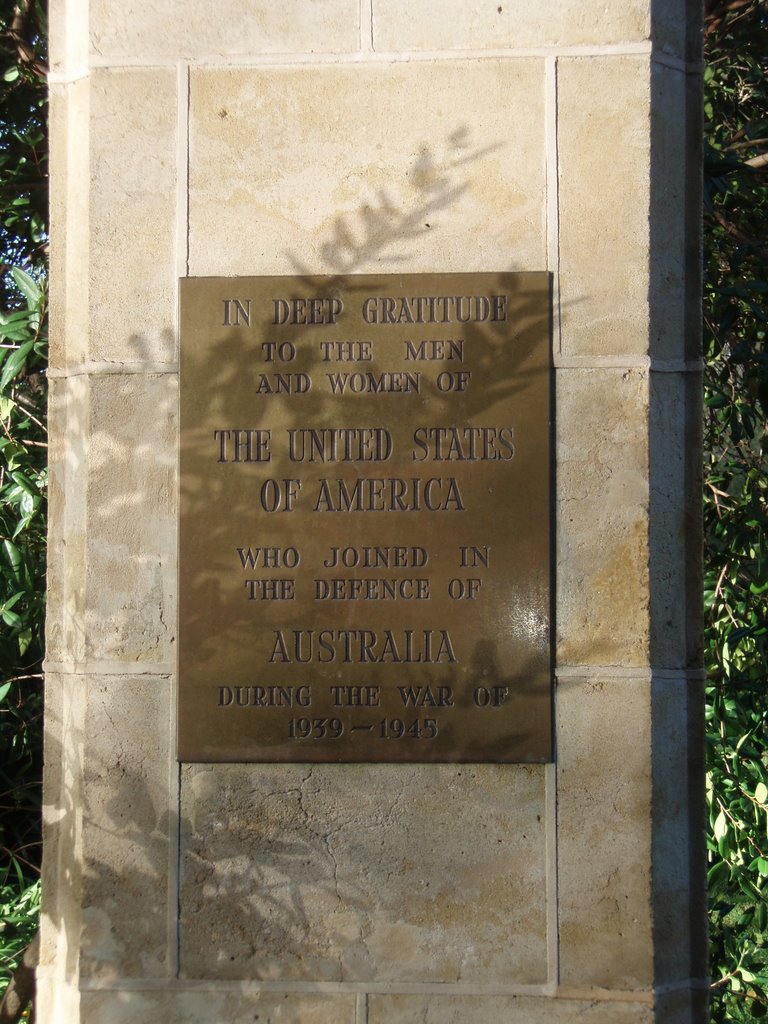 IN DEEP GRATITUDE
TO THE MEN
AND WOMEN OF
THE UNITED STATES
OF AMERICA
WHO JOINED IN
THE DEFENCE OF
AUSTRALIA
DURING THE WAR OF
1939 — 1945